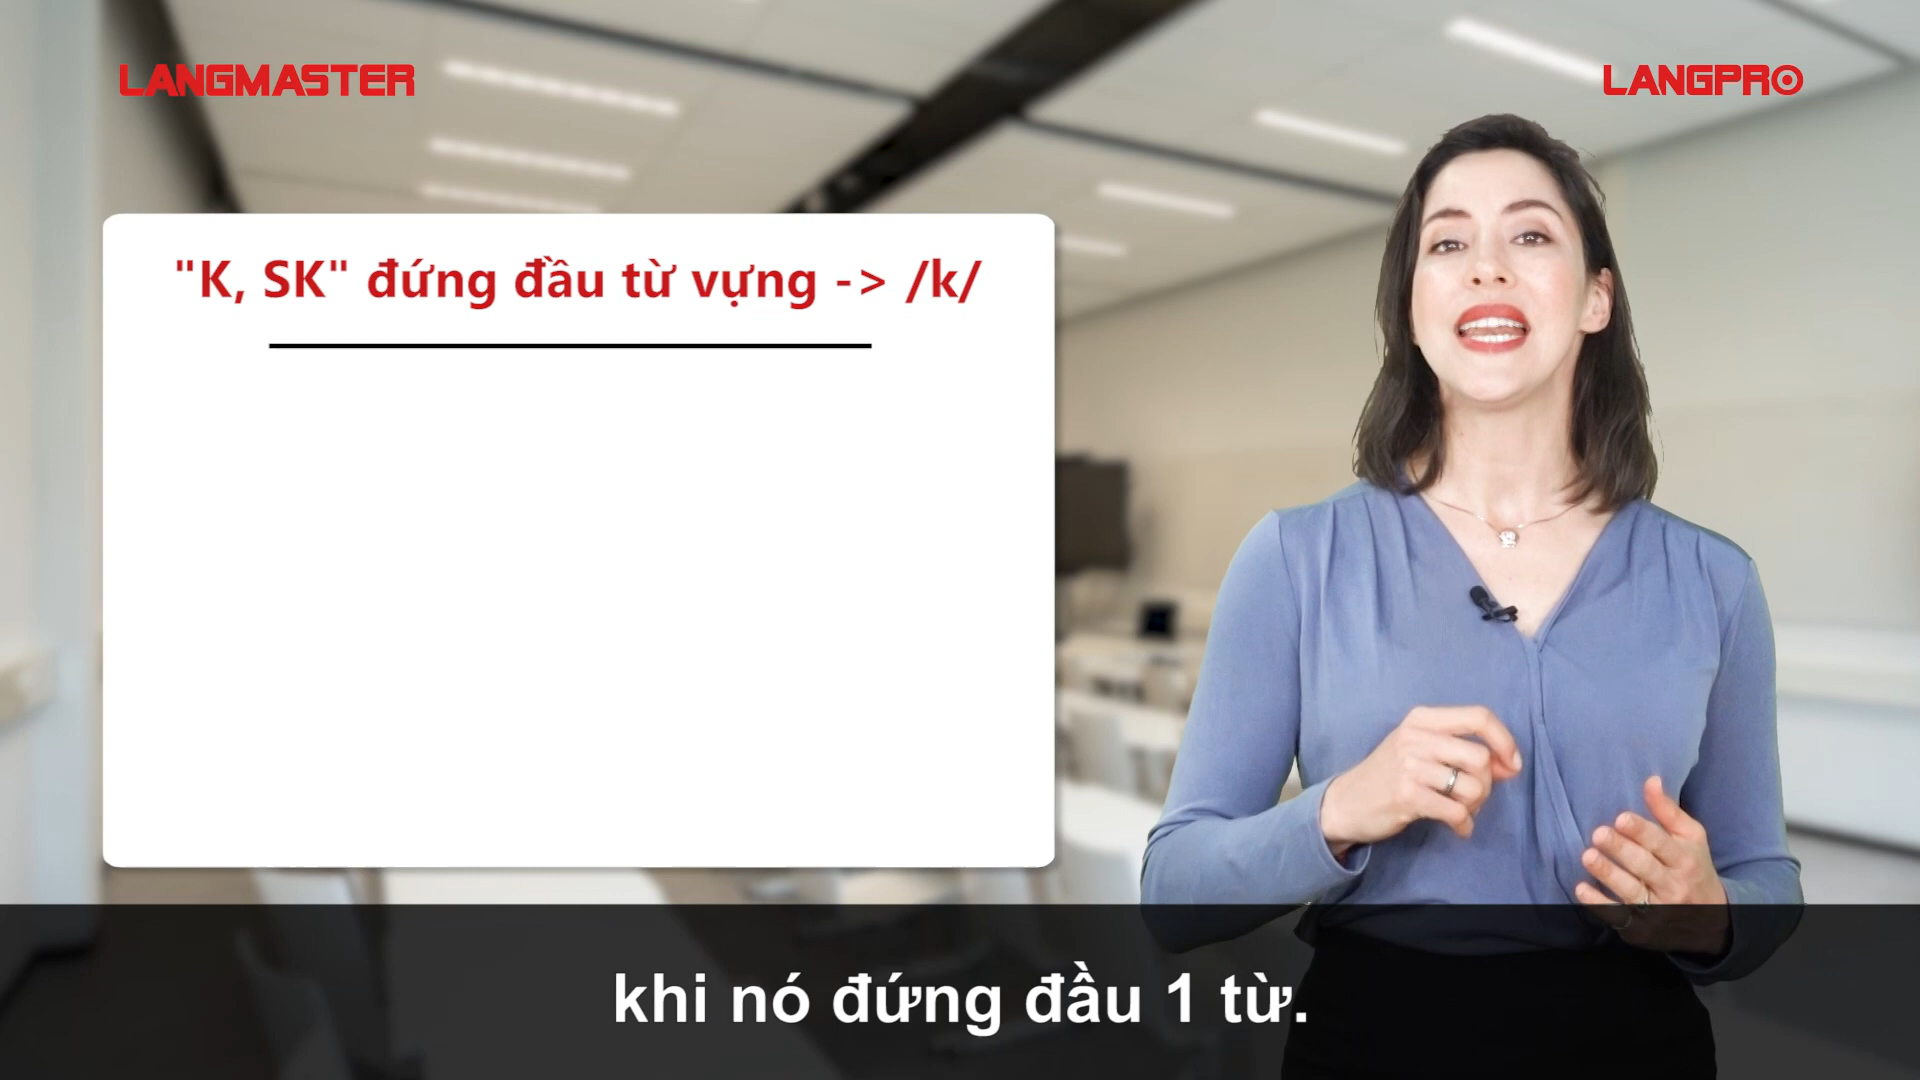 LANGMASTER
LANGPRO
"K, SK" đứng đầu từ vựng -> /k/
khi nó đứng đầu 1 từ.